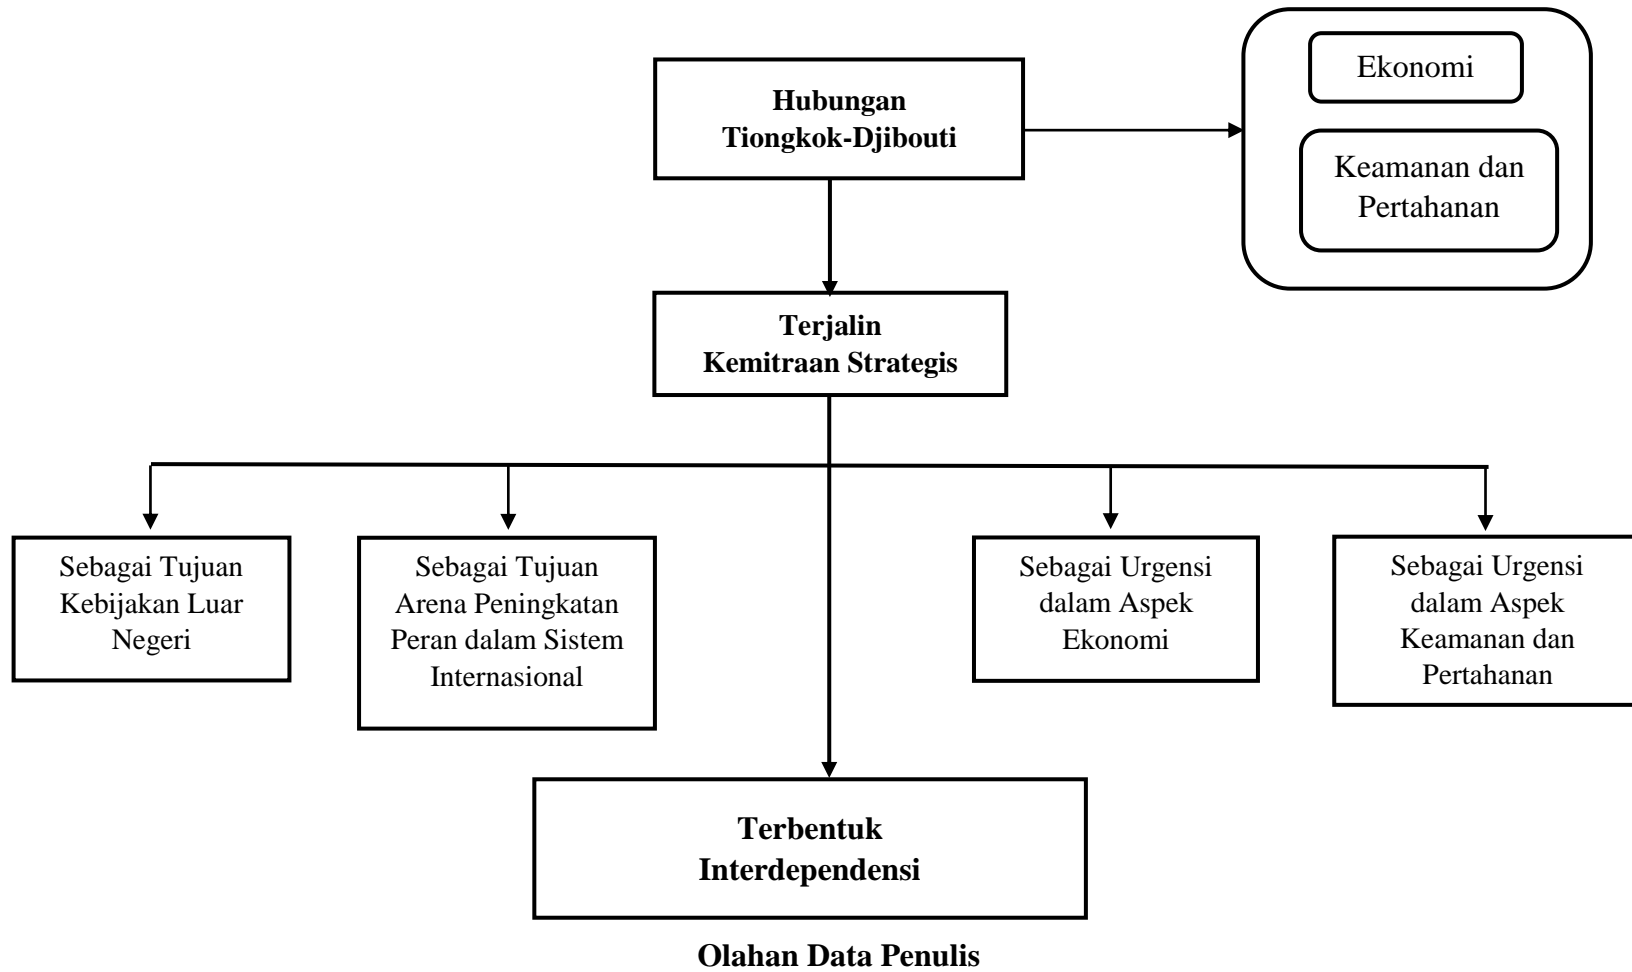 Hubungan
Tiongkok-Djibouti
Ekonomi
Keamanan dan
Pertahanan
Terjalin
Kemitraan Strategis
Sebagai Tujuan
Kebijakan Luar
Negeri
Sebagai Tujuan
Arena Peningkatan
Peran dalam Sistem
Internasional
Sebagai Urgensi
dalam Aspek
Ekonomi
Sebagai Urgensi
dalam Aspek
Keamanan dan
Pertahanan
Terbentuk
Interdependensi
Olahan Data Penulis